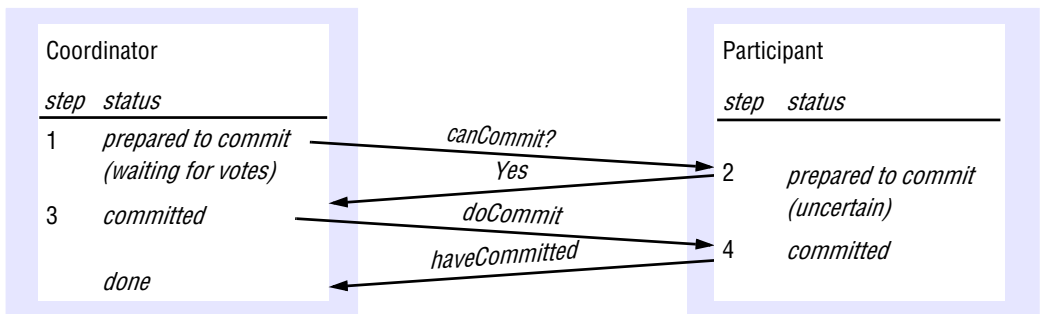 Coordinator
step status
1 prepared to commit
(waiting for votes)
3 committed
done
canCommit?
Yes
doCommit
haveCommitted
Participant
step status
2 prepared to commit
(uncertain)
4 committed